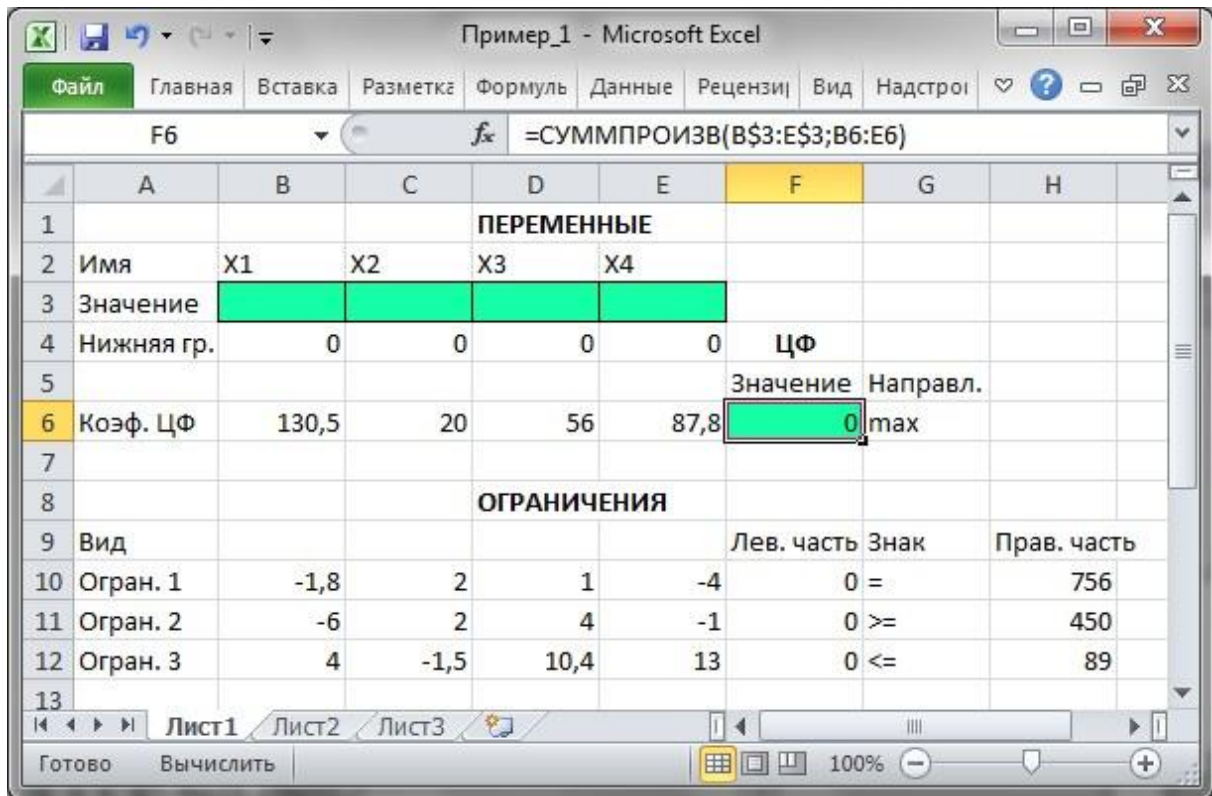 Пример_1 - Microsoft Excel
Файл Главная Вставка Разметка Формуль Данные Рецензи Вид Надстрой
F6 fx =СУММПРОИЗВ(B$3:E$3;B6:E6)
A B C D E F G H
1 ПЕРЕМЕННЫЕ
2 Имя X1 X2 X3 X4
3 Значение
4 Нижняя гр. 0 0 0 0 ЦФ
5 Значение Направл.
6 Коэф. ЦФ 130,5 20 56 87,8 0 max
7
8 ОГРАНИЧЕНИЯ
9 Вид Лев. часть Знак Прав. часть
10 Огран. 1 -1,8 2 1 -4 0 = 756
11 Огран. 2 -6 2 4 -1 0 >= 450
12 Огран. 3 4 -1,5 10,4 13 0 <= 89
13
Лист1 Лист2 Лист3
Готово Вычислить 100%